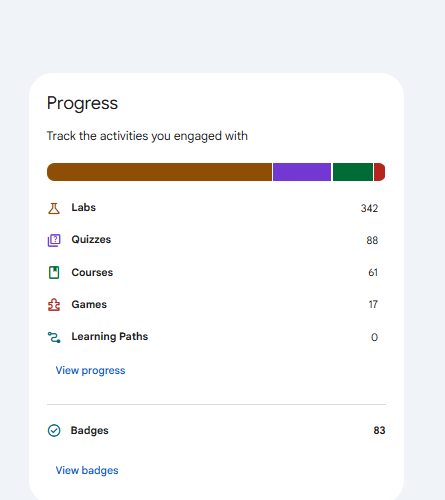 Progress
Track the activities you engaged with
Labs 342
Quizzes 88
Courses 61
Games 17
Learning Paths 0
View progress
Badges 83
View badges